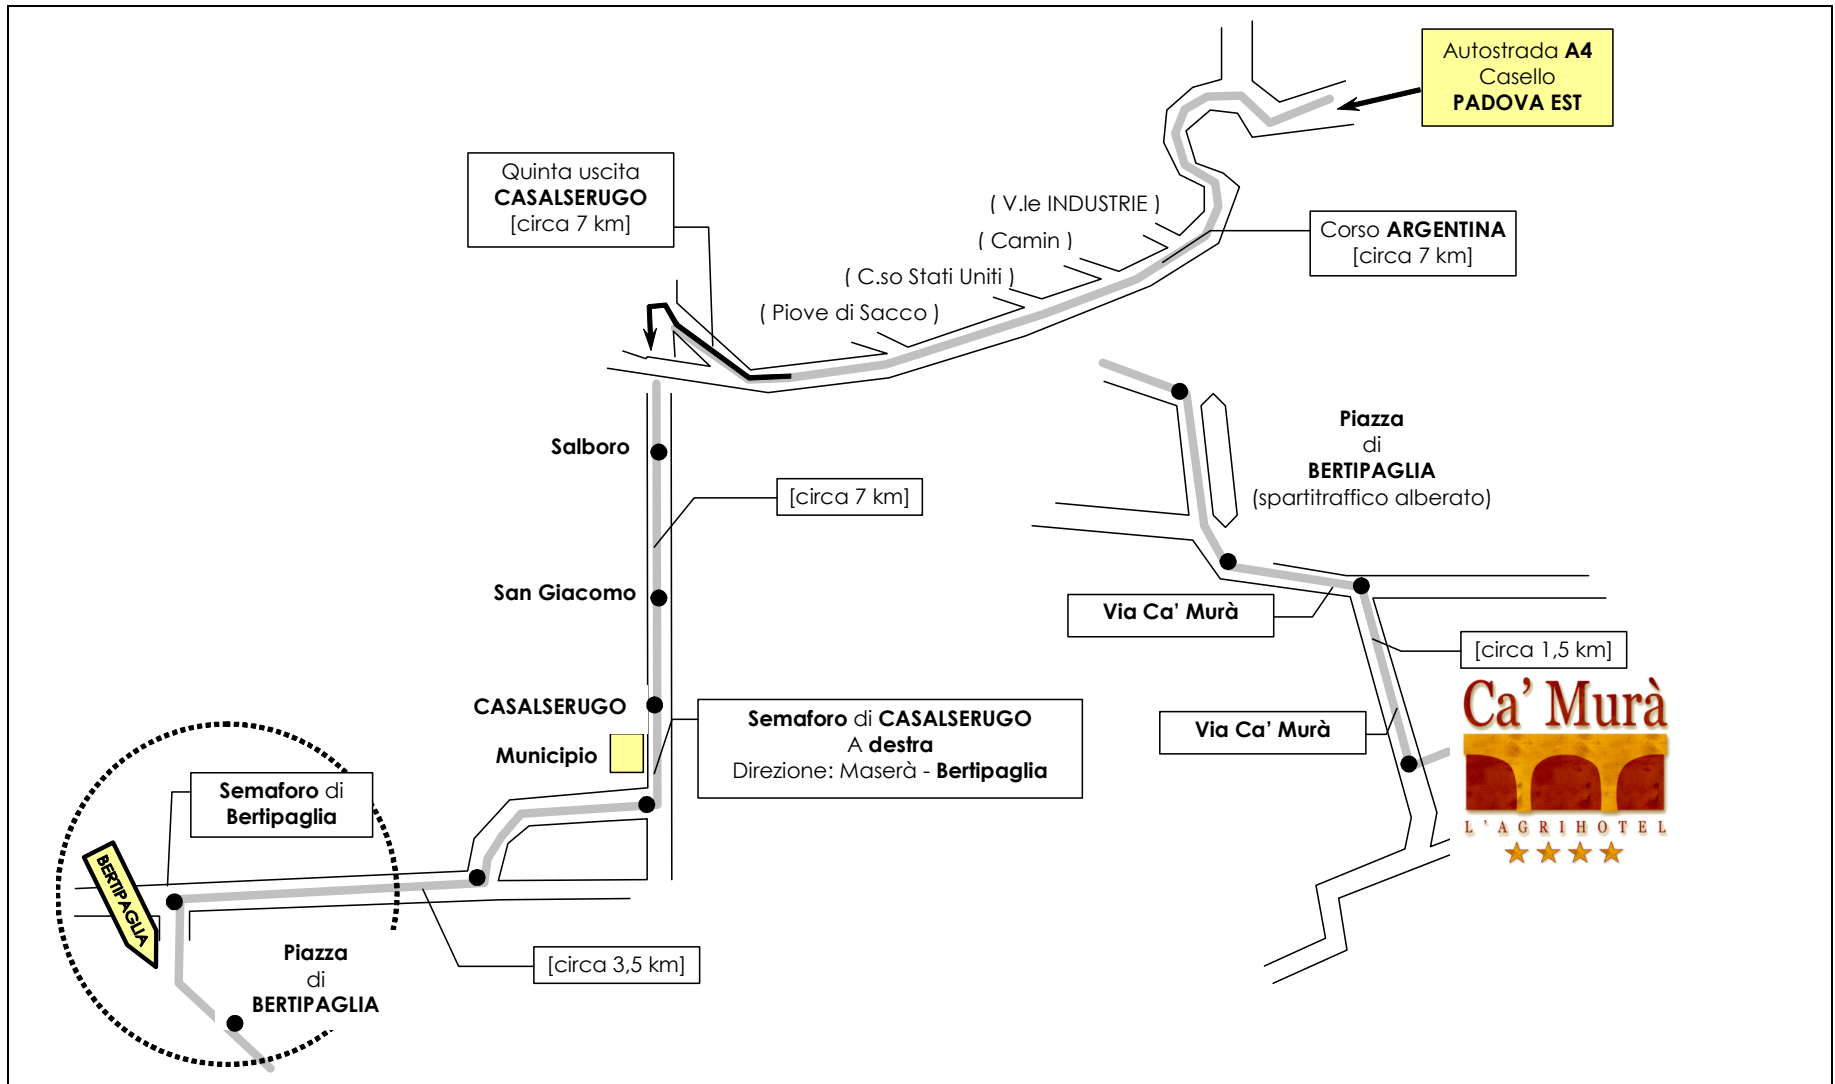 Autostrada A4
Casello
PADOVA EST
Quinta uscita
CASALSERUGO
[circa 7 km]
( V.le INDUSTRIE )
( Camin )
( C.so Stati Uniti )
( Piove di Sacco )
Corso ARGENTINA
[circa 7 km]
Salboro
[circa 7 km]
San Giacomo
CASALSERUGO
Municipio
Semaforo di CASALSERUGO
A destra
Direzione: Maserà - Bertipaglia
Semaforo di
Bertipaglia
BERTIPAGLIA
Piazza
di
BERTIPAGLIA
[circa 3,5 km]
Piazza
di
BERTIPAGLIA
(spartitraffico alberato)
Via Ca’ Murà
[circa 1,5 km]
Via Ca’ Murà
Ca’ Murà
L’AGRIHOTEL